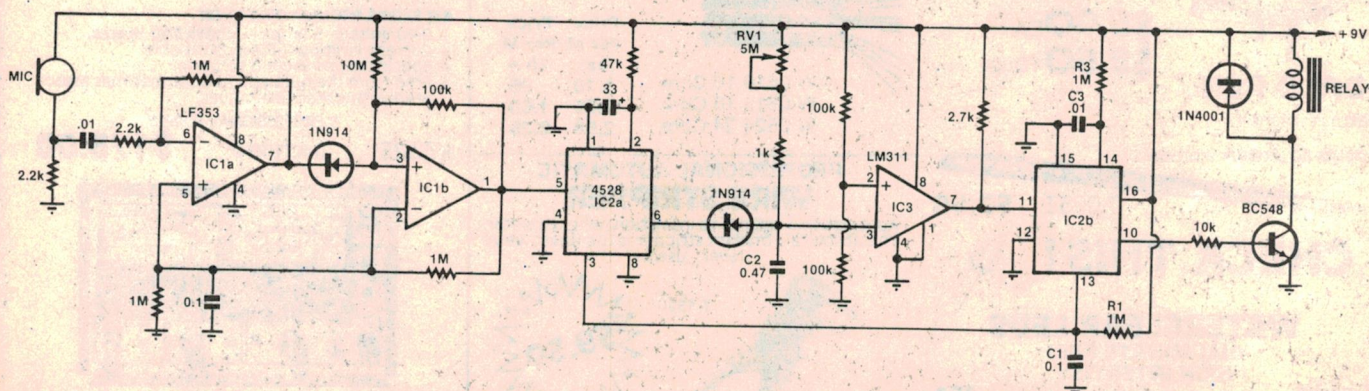 MIC
2.2k
.01
2.2k
1M
LF353
6
−
5
+
8
4
7
IC1a
1M
0.1
1N914
10M
100k
3
+
2
−
1
IC1b
1M
47k
33
−
+
1
2
5
4
4528
IC2a
6
3
8
1N914
RV1
5M
1k
C2
0.47
100k
100k
LM311
2
+
3
−
8
7
4
1
IC3
2.7k
R3
1M
C3
.01
15
14
11
12
16
10
13
IC2b
R1
1M
C1
0.1
10k
BC548
1N4001
RELAY
+9V